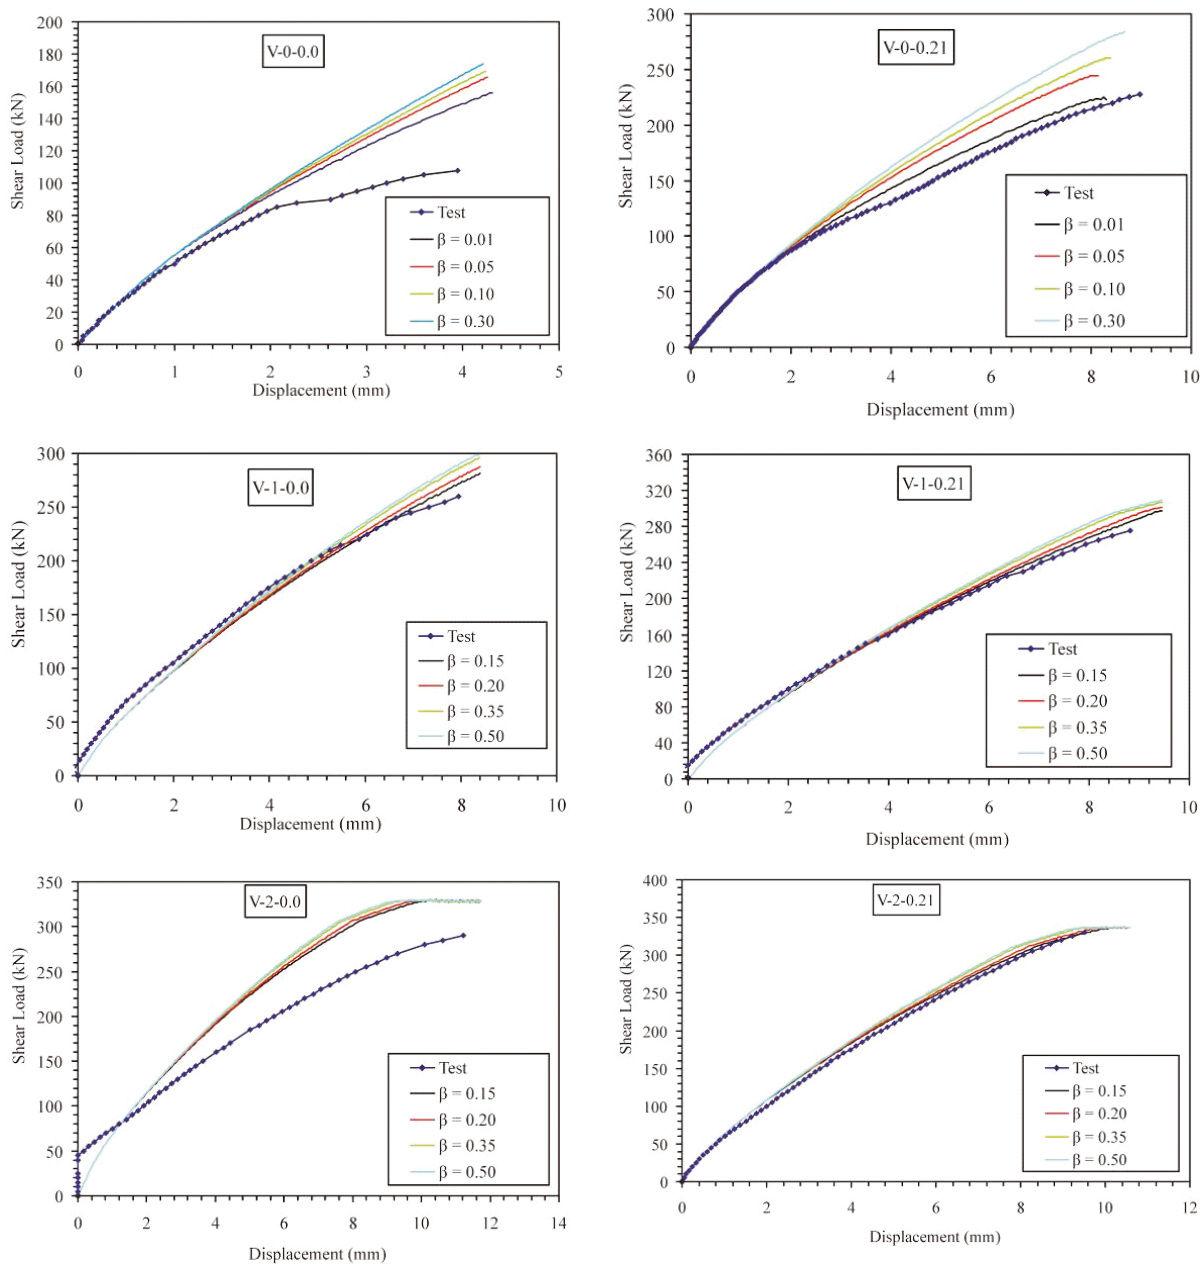 V-0-0.0
Shear Load (kN)
200
180
160
140
120
100
80
60
40
20
0
Test
β = 0.01
β = 0.05
β = 0.10
β = 0.30
0 1 2 3 4 5
Displacement (mm)
V-0-0.21
Shear Load (kN)
300
250
200
150
100
50
0
Test
β = 0.01
β = 0.05
β = 0.10
β = 0.30
0 2 4 6 8 10
Displacement (mm)
V-1-0.0
Shear Load (kN)
300
250
200
150
100
50
0
Test
β = 0.15
β = 0.20
β = 0.35
β = 0.50
0 2 4 6 8 10
Displacement (mm)
V-1-0.21
Shear Load (kN)
360
320
280
240
200
160
120
80
40
0
Test
β = 0.15
β = 0.20
β = 0.35
β = 0.50
0 2 4 6 8 10
Displacement (mm)
V-2-0.0
Shear Load (kN)
350
300
250
200
150
100
50
0
Test
β = 0.15
β = 0.20
β = 0.35
β = 0.50
0 2 4 6 8 10 12 14
Displacement (mm)
V-2-0.21
Shear Load (kN)
400
350
300
250
200
150
100
50
0
Test
β = 0.15
β = 0.20
β = 0.35
β = 0.50
0 2 4 6 8 10 12
Displacement (mm)